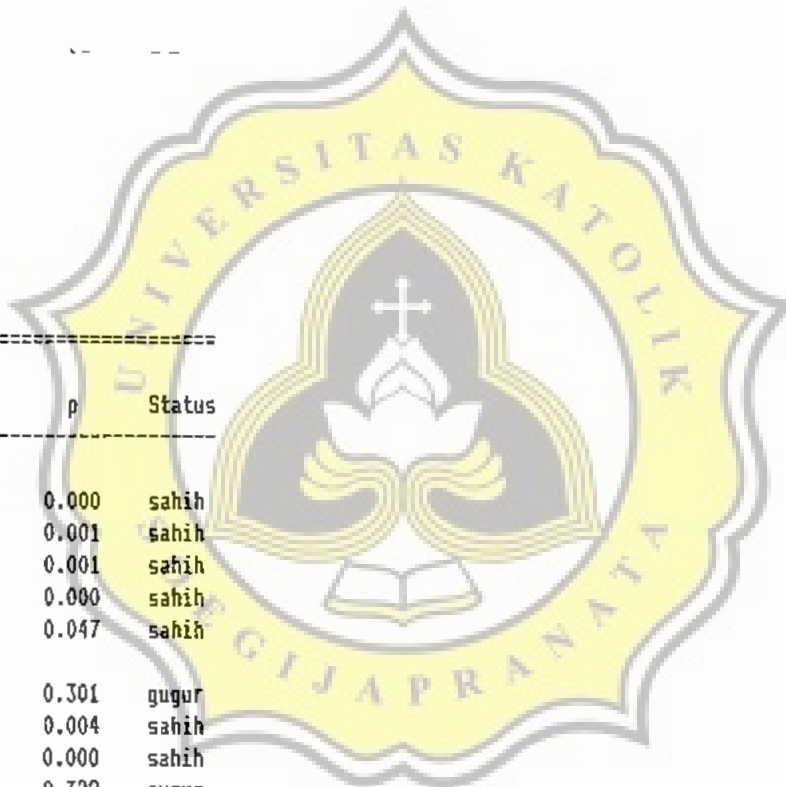 UNIVERSITAS KATOLIK
p Status
0.000 sahih
0.001 sahih
0.001 sahih
0.000 sahih
0.047 sahih
0.301 gugur
0.004 sahih
0.000 sahih
SOEGIJAPRANATA